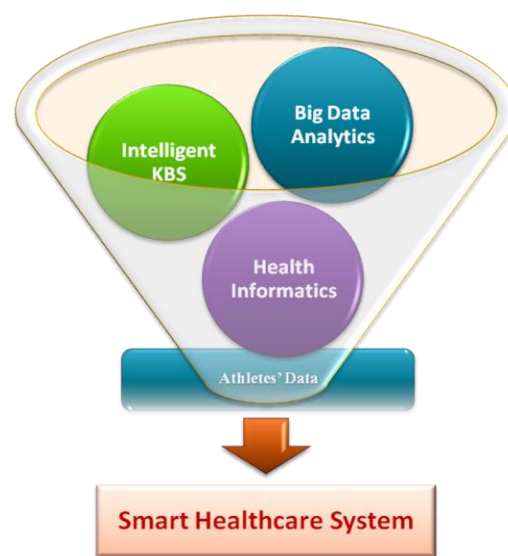 Big Data
Analytics
Intelligent
KBS
Health
Informatics
Athletes' Data
Smart Healthcare System